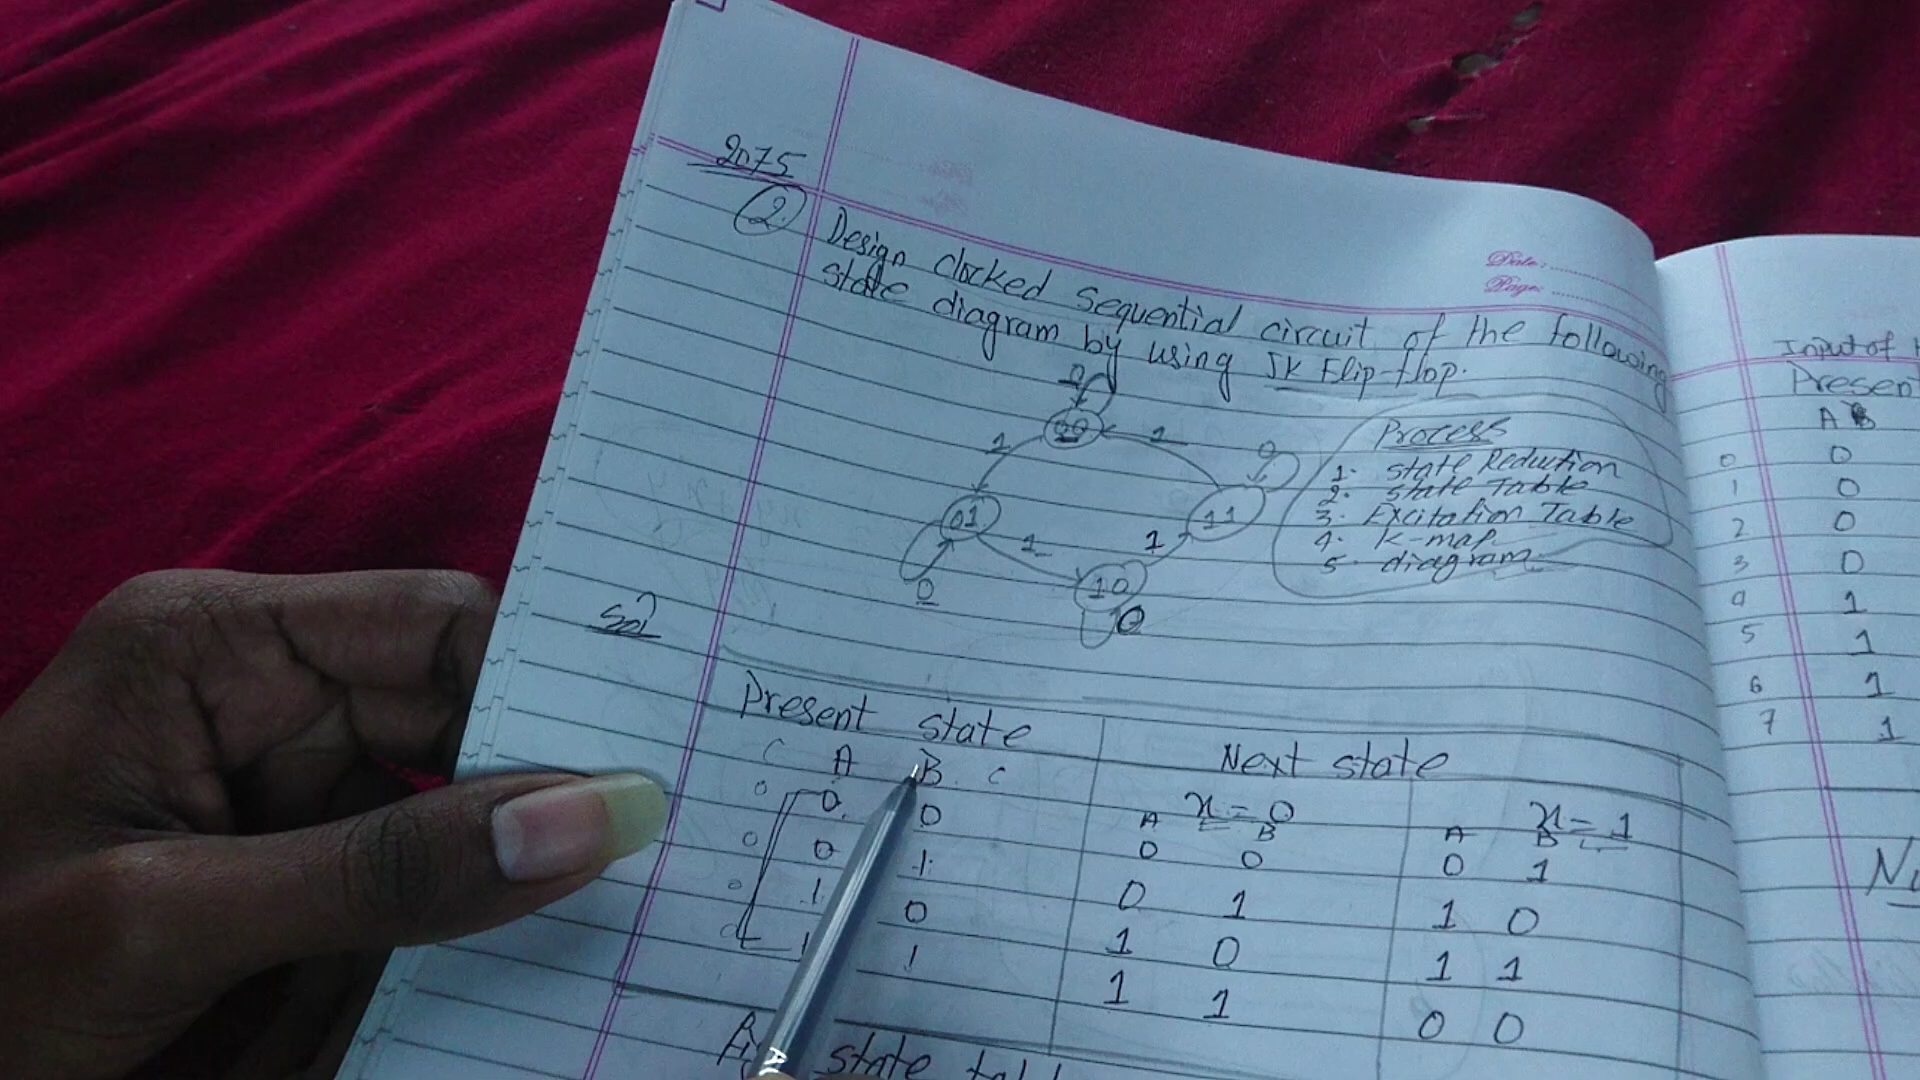 2075
2.
Design clocked sequential circuit of the following
state diagram by using JK Flip-flop.
0
00
1
1
0
01
11
1
1
0
10
0
Process
1. state Reduction
2. state Table
3. Excitation Table
4. K-map
5. diagram
Present state
Next state
C A B C
x = 0
x = 1
A B
A B
0 0 0
0 0
0 1
0 0 1
0 1
1 0
0 1 0
1 0
1 1
1 1
1 1
0 0
state
Date:
Page:
Input of
Present
A B
0 0
1 0
2 0
3 0
4 1
5 1
6 1
7 1